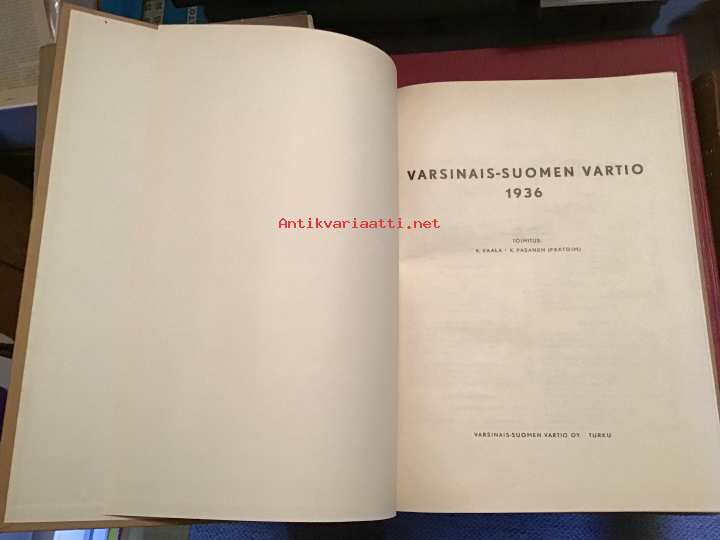 VARSINAIS-SUOMEN VARTIO
1936
Antikvariaatti.net
TOIMITUS:
V. KAALA · K. PASANEN (PÄÄTOIM)
VARSINAIS-SUOMEN VARTIO OY. TURKU